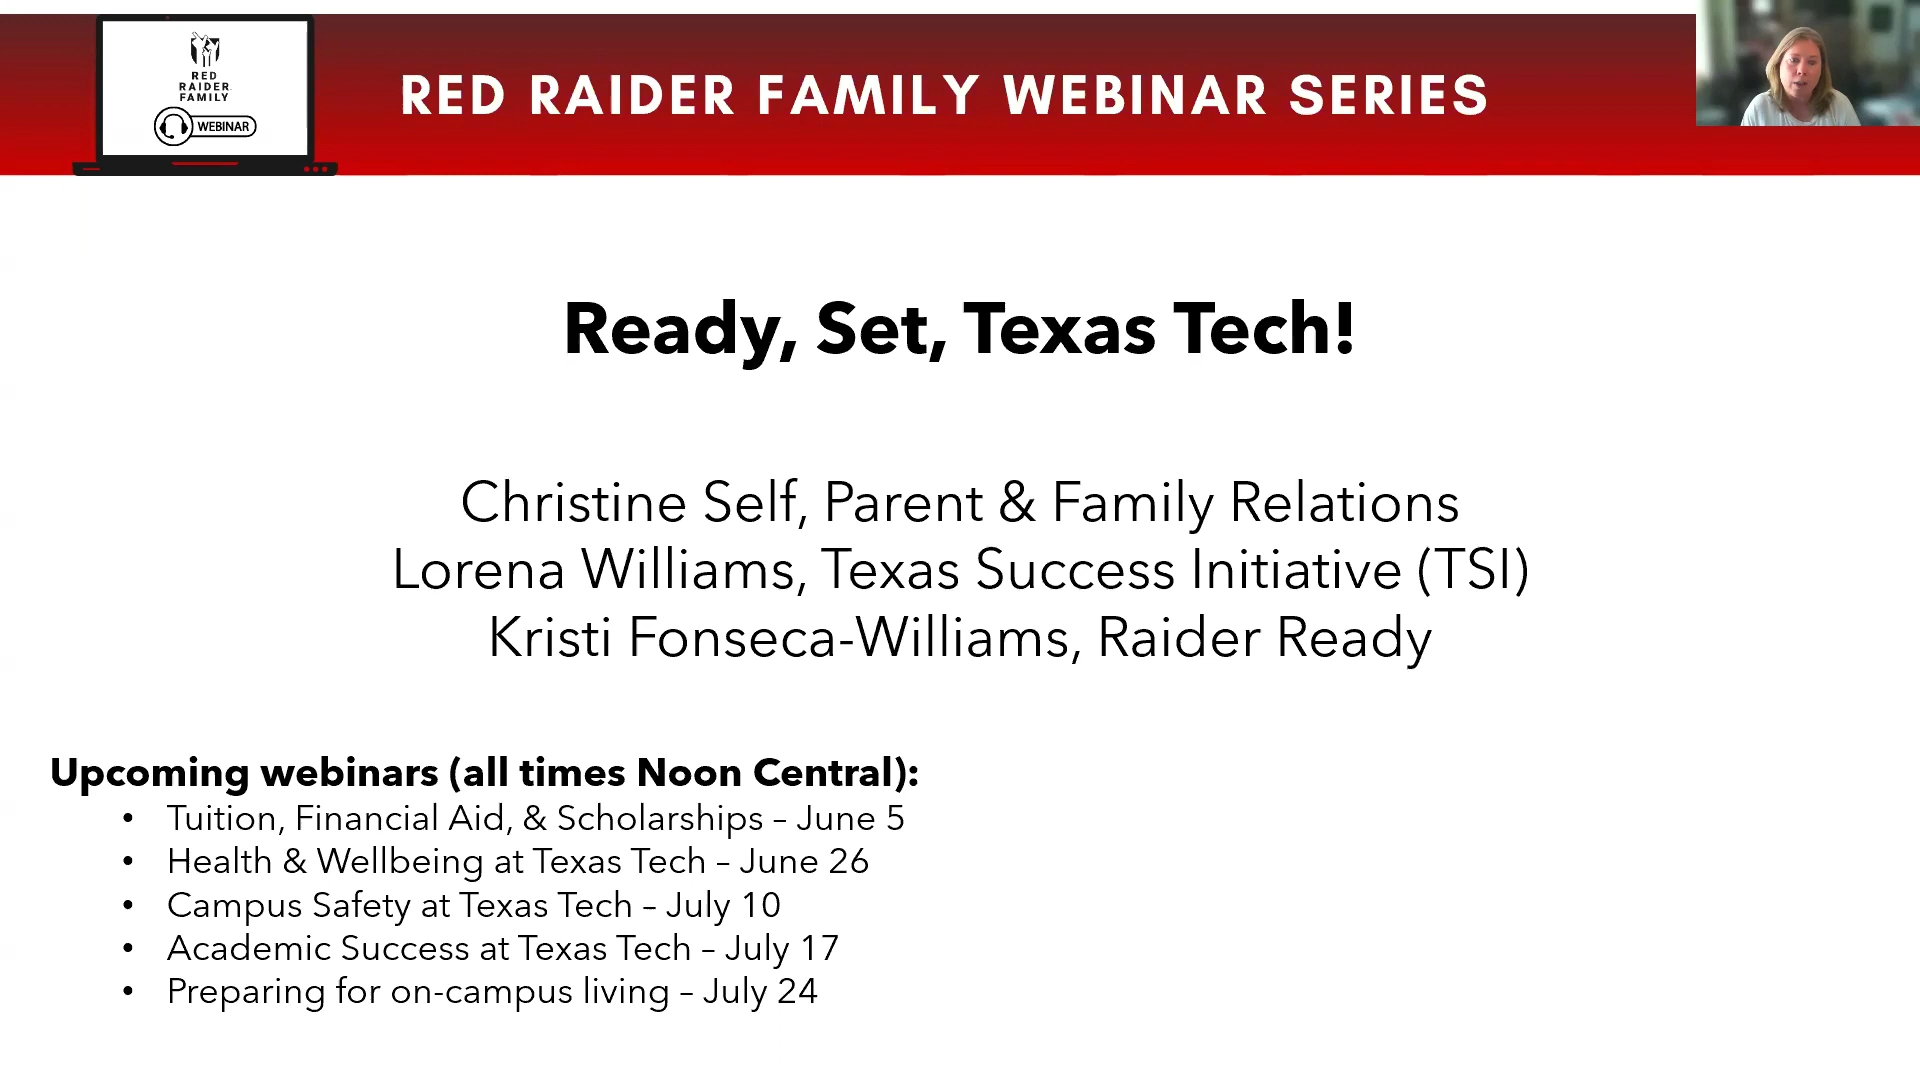 RED
RAIDER
FAMILY
WEBINAR
RED RAIDER FAMILY WEBINAR SERIES
Ready, Set, Texas Tech!
Christine Self, Parent & Family Relations
Lorena Williams, Texas Success Initiative (TSI)
Kristi Fonseca-Williams, Raider Ready
Upcoming webinars (all times Noon Central):
• Tuition, Financial Aid, & Scholarships – June 5
• Health & Wellbeing at Texas Tech – June 26
• Campus Safety at Texas Tech – July 10
• Academic Success at Texas Tech – July 17
• Preparing for on-campus living – July 24